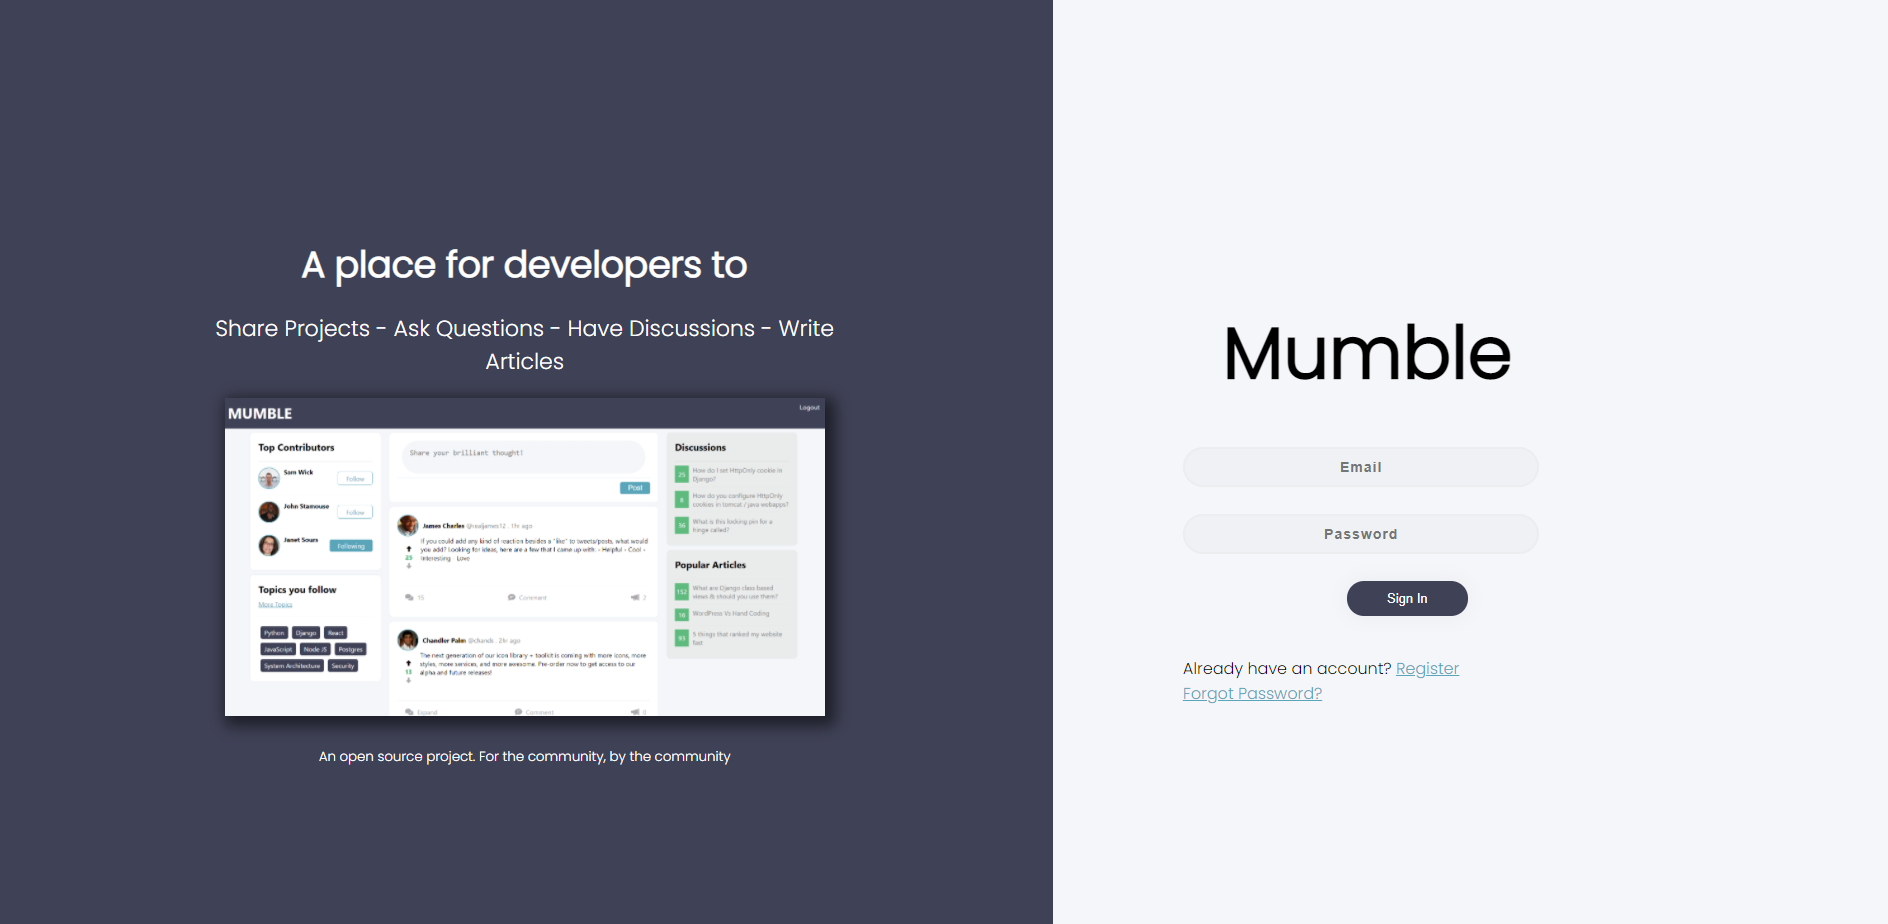 A place for developers to
Share Projects - Ask Questions - Have Discussions - Write
Articles
MUMBLE
Logout
Top Contributors
Sam Wick
Follow
John Stamouse
Follow
Janet Sours
Following
Topics you follow
More Topics
Python
Django
React
JavaScript
Node JS
Postgres
System Architecture
Security
Share your brilliant thought!
Post
James Charles @realjames12 . 1hr ago
If you could add any kind of reaction besides a "like" to tweets/posts, what would
you add? Looking for ideas, here are a few that I came up with: - Helpful - Cool -
Interesting - Love
25
15
Comment
2
Chandler Palm @chands . 2hr ago
The next generation of our icon library + toolkit is coming with more icons, more
styles, more services, and more awesome. Pre-order now to get access to our
alpha and future releases!
13
Expand
Comment
8
Discussions
25
How do I set HttpOnly cookie in
Django?
8
How do you configure HttpOnly
cookies in tomcat / java webapps?
36
What is this locking pin for a
fringe called?
Popular Articles
152
What are Django class based
views & should you use them?
16
WordPress Vs Hand Coding
93
5 things that ranked my website
fast
An open source project. For the community, by the community
Mumble
Email
Password
Sign In
Already have an account? Register
Forgot Password?